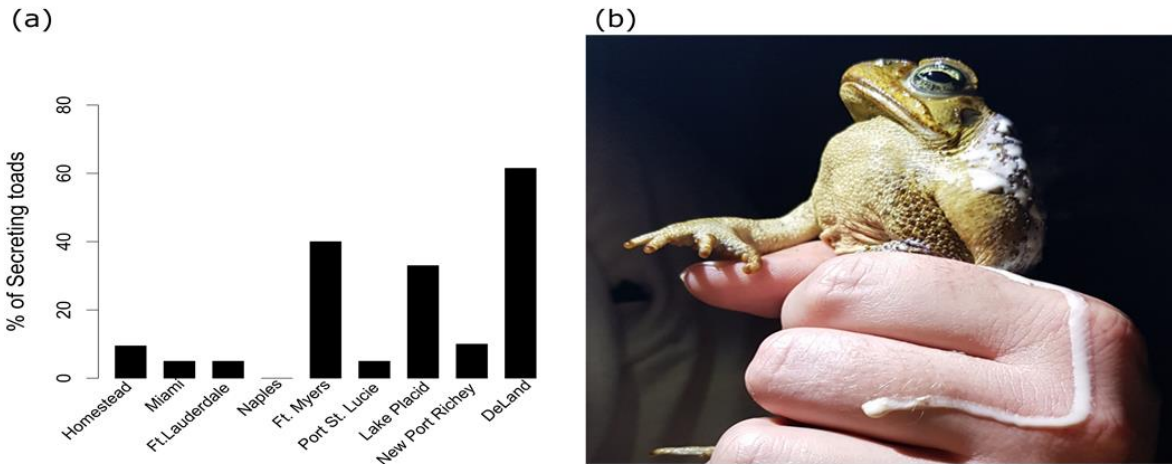 (a)
(b)
% of Secreting toads
80
60
40
20
0
Homestead
Miami
Ft.Lauderdale
Naples
Ft. Myers
Port St. Lucie
Lake Placid
New Port Richey
DeLand